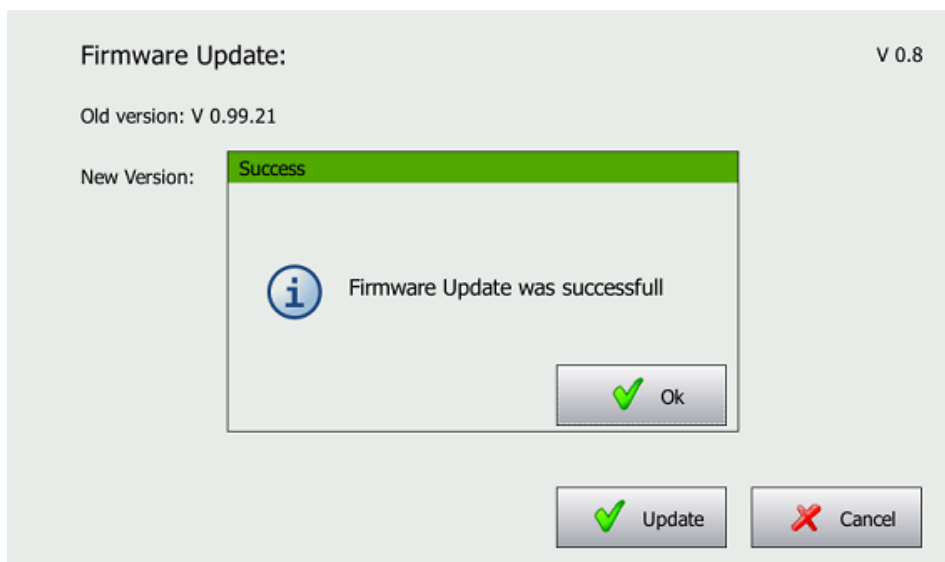 Firmware Update:
V 0.8
Old version: V 0.99.21
New Version:
Success
Firmware Update was successfull
Ok
Update
Cancel